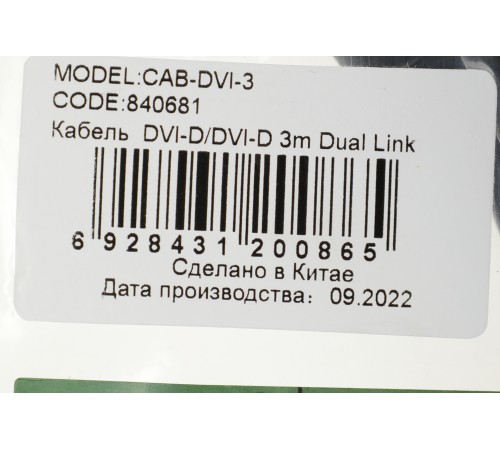 MODEL:CAB-DVI-3
CODE:840681
Кабель DVI-D/DVI-D 3m Dual Link
6 928431 200865
Сделано в Китае
Дата производства: 09.2022